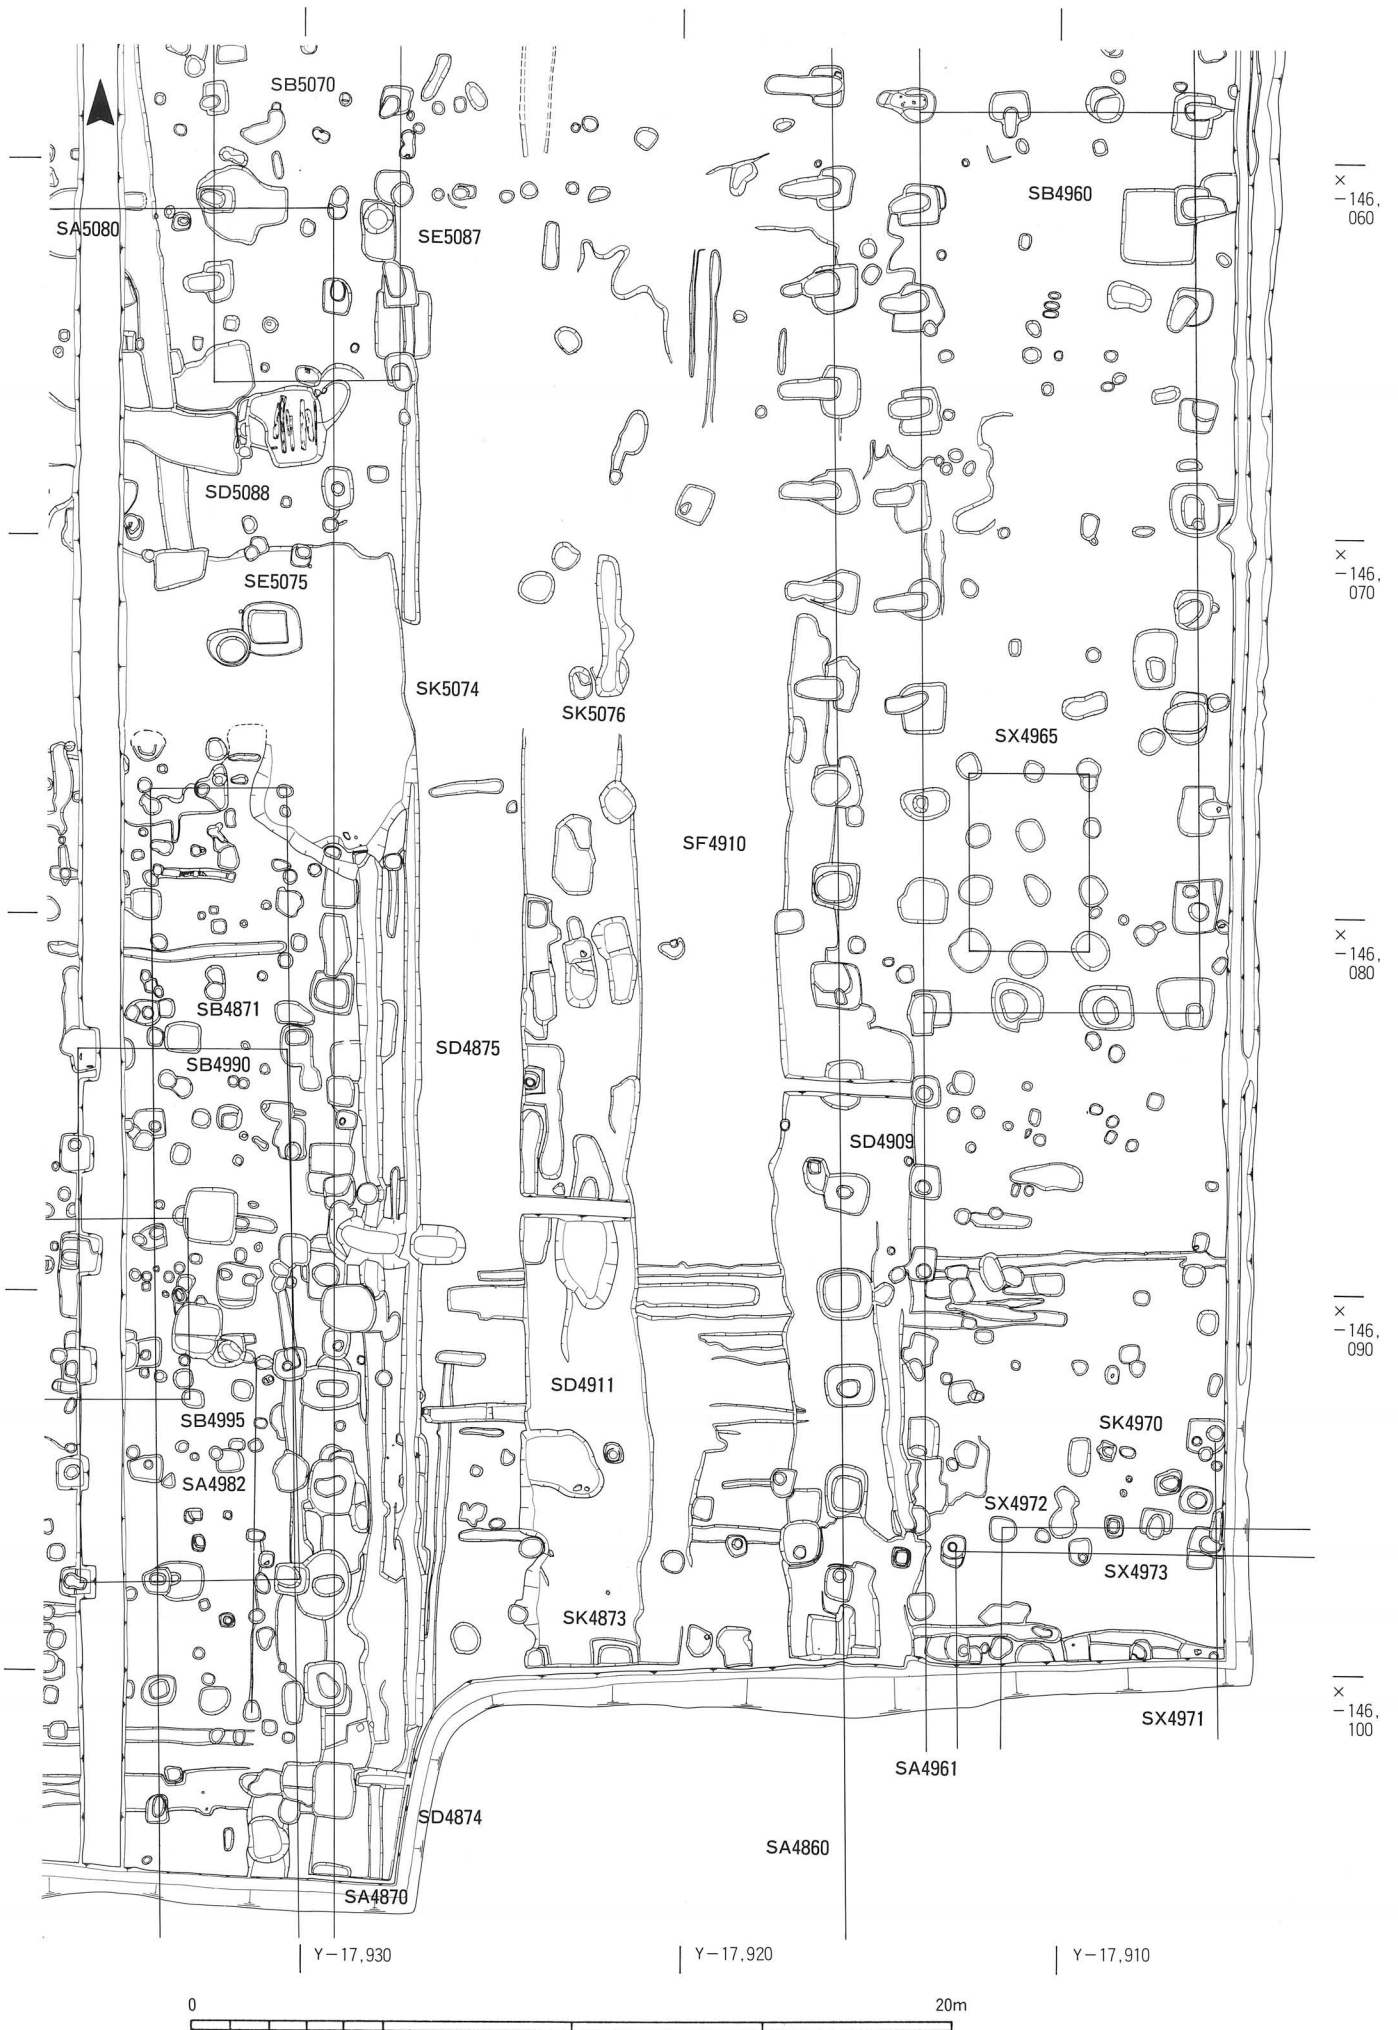 SB5070
SB4960
×
−146,
060
SA5080
SE5087
SD5088
×
−146,
070
SE5075
SK5074
SK5076
SX4965
SF4910
×
−146,
080
SB4871
SD4875
SB4990
SD4909
×
−146,
090
SD4911
SB4995
SK4970
SA4982
SX4972
SX4973
SK4873
×
−146,
100
SX4971
SA4961
SD4874
SA4860
SA4870
Y−17,930
Y−17,920
Y−17,910
0
20m